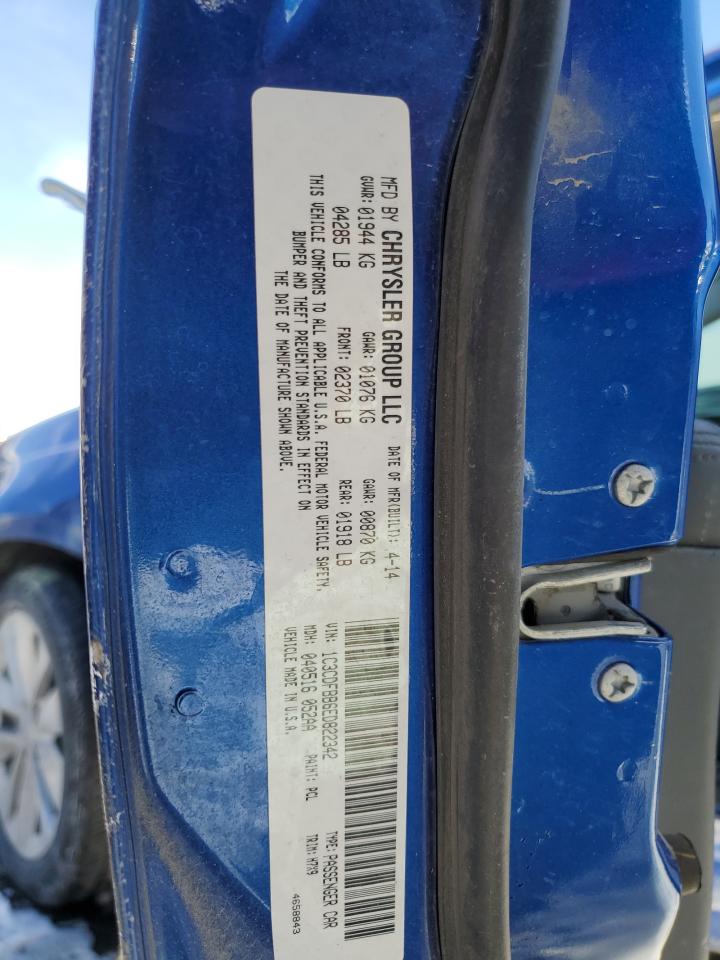 MFD BY CHRYSLER GROUP LLC
DATE OF MFR(BUILT): 4-14
GVWR: 01944 KG GAWR: 01076 KG GAWR: 00870 KG
04285 LB FRONT: 02370 LB REAR: 01918 LB
THIS VEHICLE CONFORMS TO ALL APPLICABLE U.S.A. FEDERAL MOTOR VEHICLE SAFETY,
BUMPER AND THEFT PREVENTION STANDARDS IN EFFECT ON
THE DATE OF MANUFACTURE SHOWN ABOVE.
VIN: 1C3CDFBB6ED822342 TYPE: PASSENGER CAR
MDH: 040516 052AA PAINT: PCL TRIM: M7X9
VEHICLE MADE IN U.S.A. 4658843